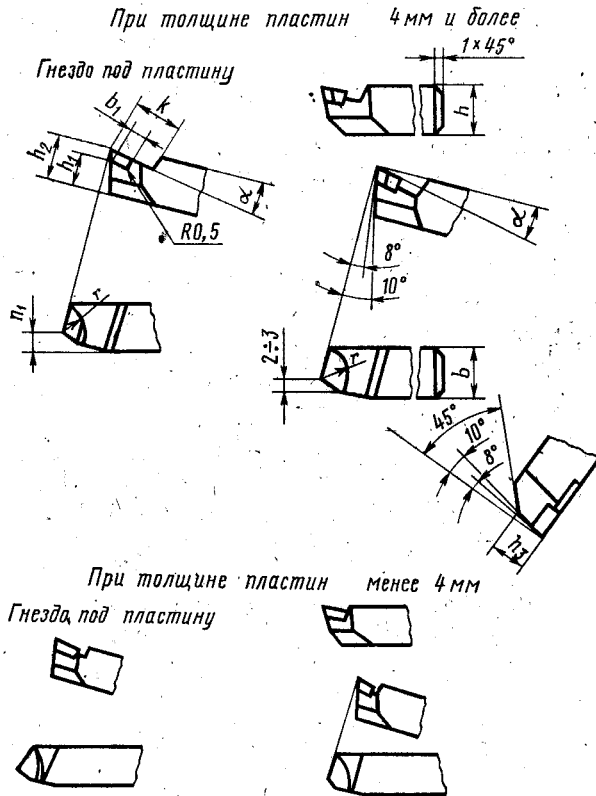 При толщине пластин 4 мм и более
1×45°
Гнездо под пластину
b₁
k
h
h₂
h₁
α
R0,5
α
8°
10°
n₁
r
2÷3
r
b
45°
10°
8°
h₃
При толщине пластин менее 4 мм
Гнездо под пластину